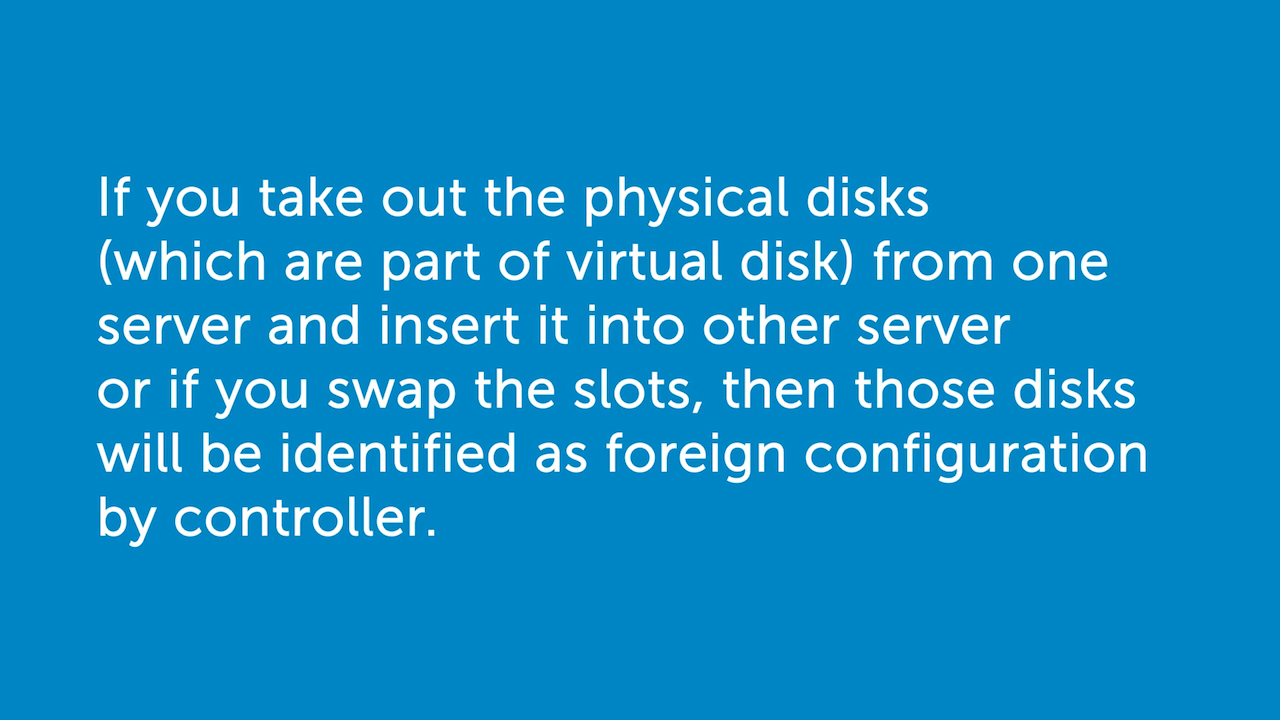 If you take out the physical disks
(which are part of virtual disk) from one
server and insert it into other server
or if you swap the slots, then those disks
will be identified as foreign configuration
by controller.